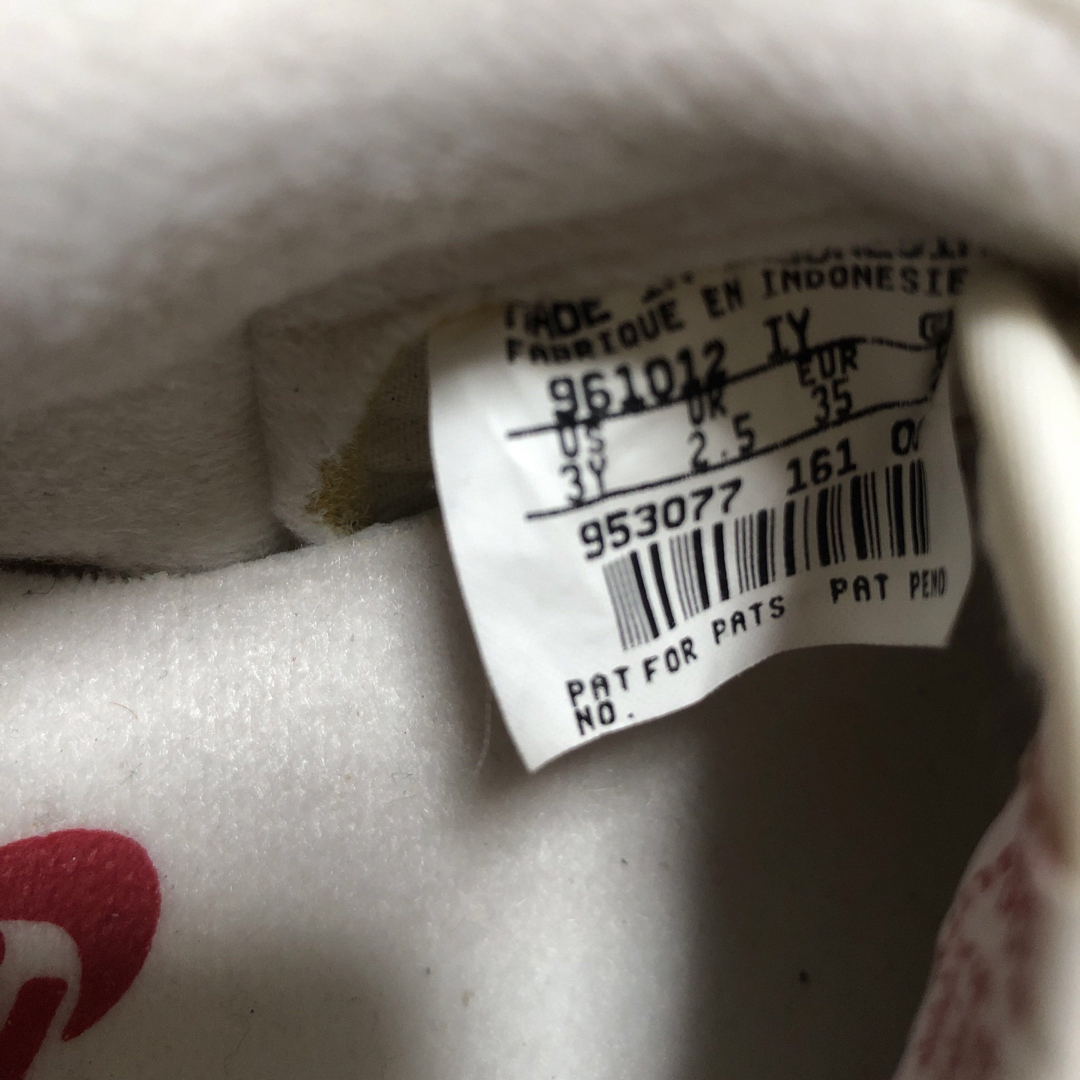 MADE
FABRIQUE EN INDONESIE
961012 IY
US UK EUR
3Y 2.5 35
953077 161
PAT FOR PATS PAT PEND
NO.